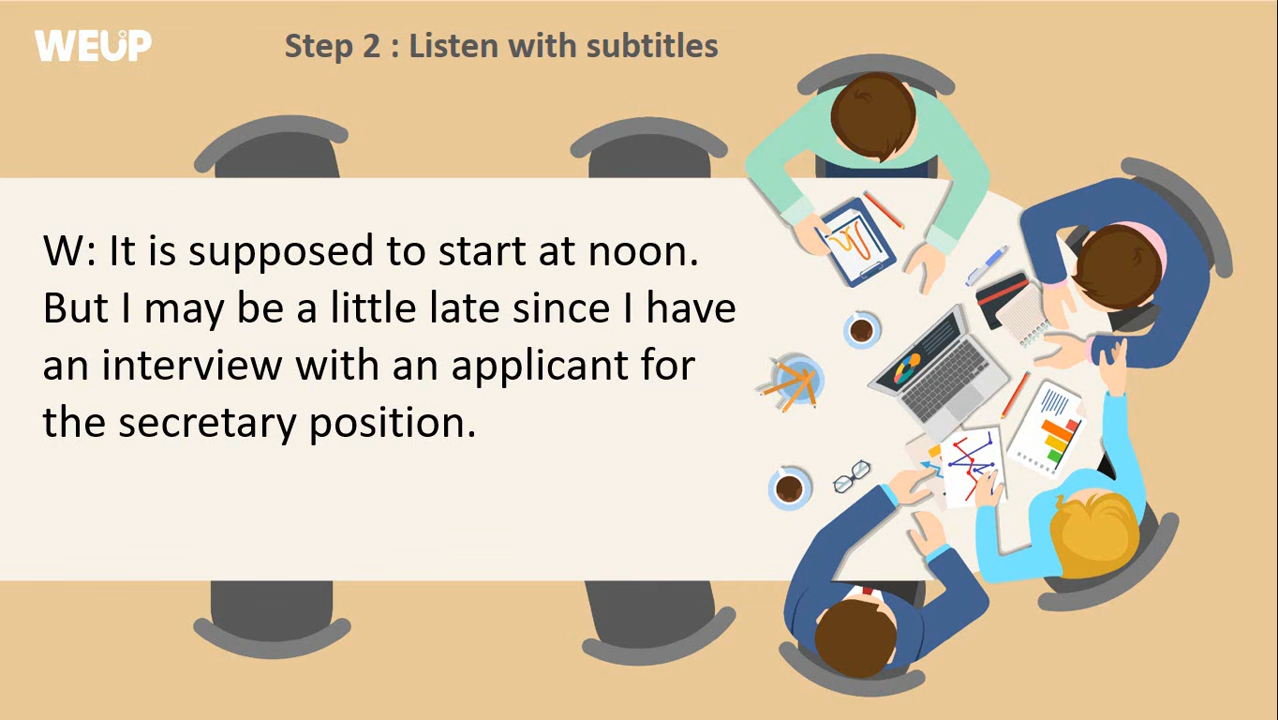 WEUP
Step 2 : Listen with subtitles
W: It is supposed to start at noon.
But I may be a little late since I have
an interview with an applicant for
the secretary position.